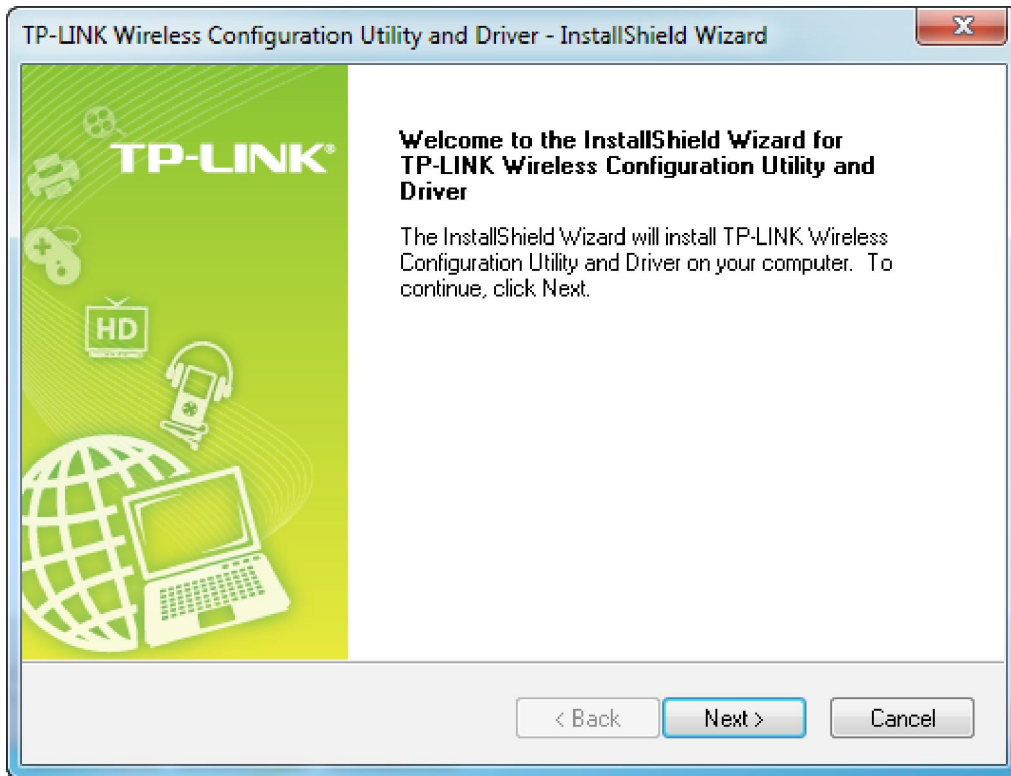 TP-LINK Wireless Configuration Utility and Driver - InstallShield Wizard
TP-LINK®
HD
Welcome to the InstallShield Wizard for
TP-LINK Wireless Configuration Utility and
Driver
The InstallShield Wizard will install TP-LINK Wireless
Configuration Utility and Driver on your computer. To
continue, click Next.
< Back
Next >
Cancel